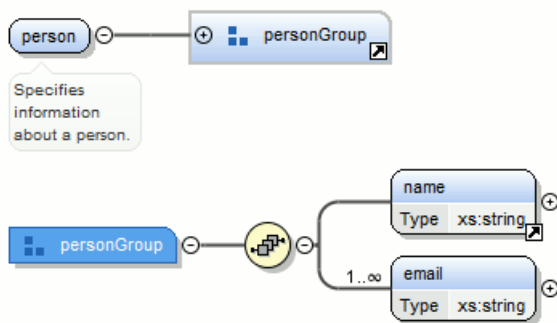 person
personGroup
Specifies
information
about a person.
name
Type xs:string
personGroup
1..∞
email
Type xs:string